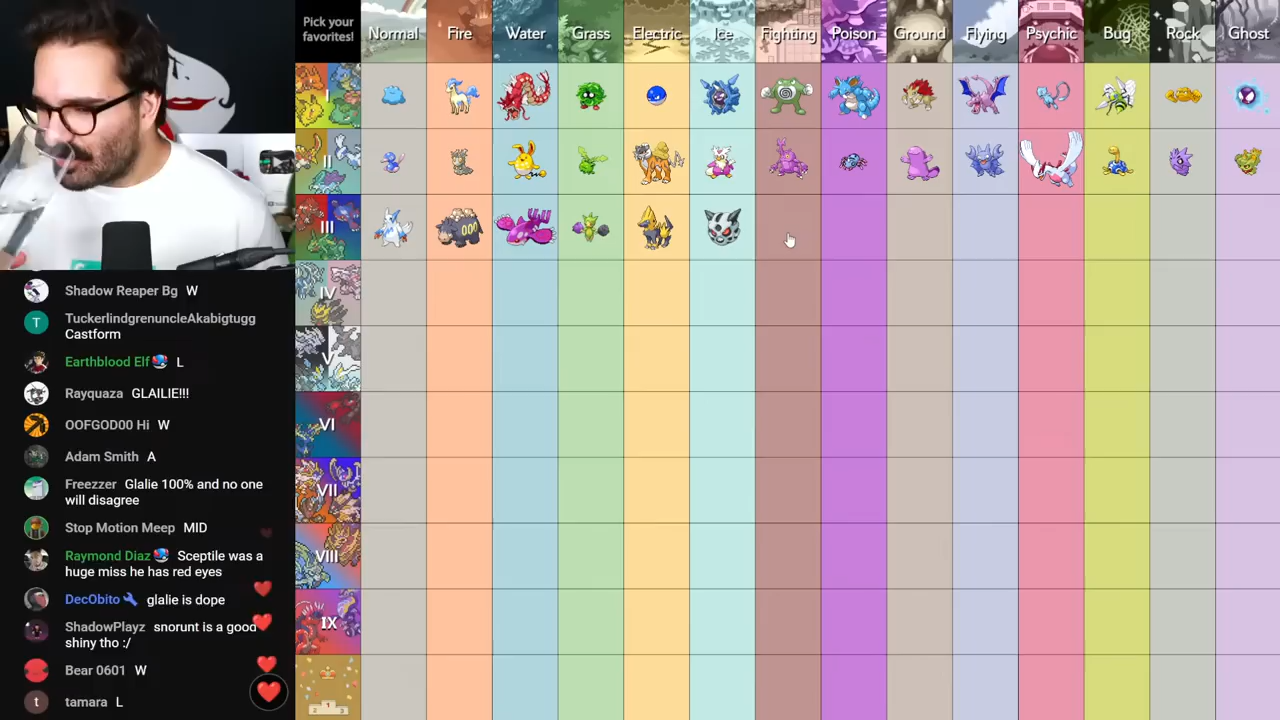 Pick your
favorites!
Normal Fire Water Grass Electric Ice Fighting Poison Ground Flying Psychic Bug Rock Ghost
I
II
III
IV
V
VI
VII
VIII
IX
2 1 3
Shadow Reaper Bg W
TuckerlindgrenuncleAkabigtugg
Castform
Earthblood Elf L
Rayquaza GLAILIE!!!
OOFGOD00 Hi W
Adam Smith A
Freezzer Glalie 100% and no one
will disagree
Stop Motion Meep MID
Raymond Diaz Sceptile was a
huge miss he has red eyes
DecObito glalie is dope
ShadowPlayz snorunt is a good
shiny tho :/
Bear 0601 W
t tamara L
T